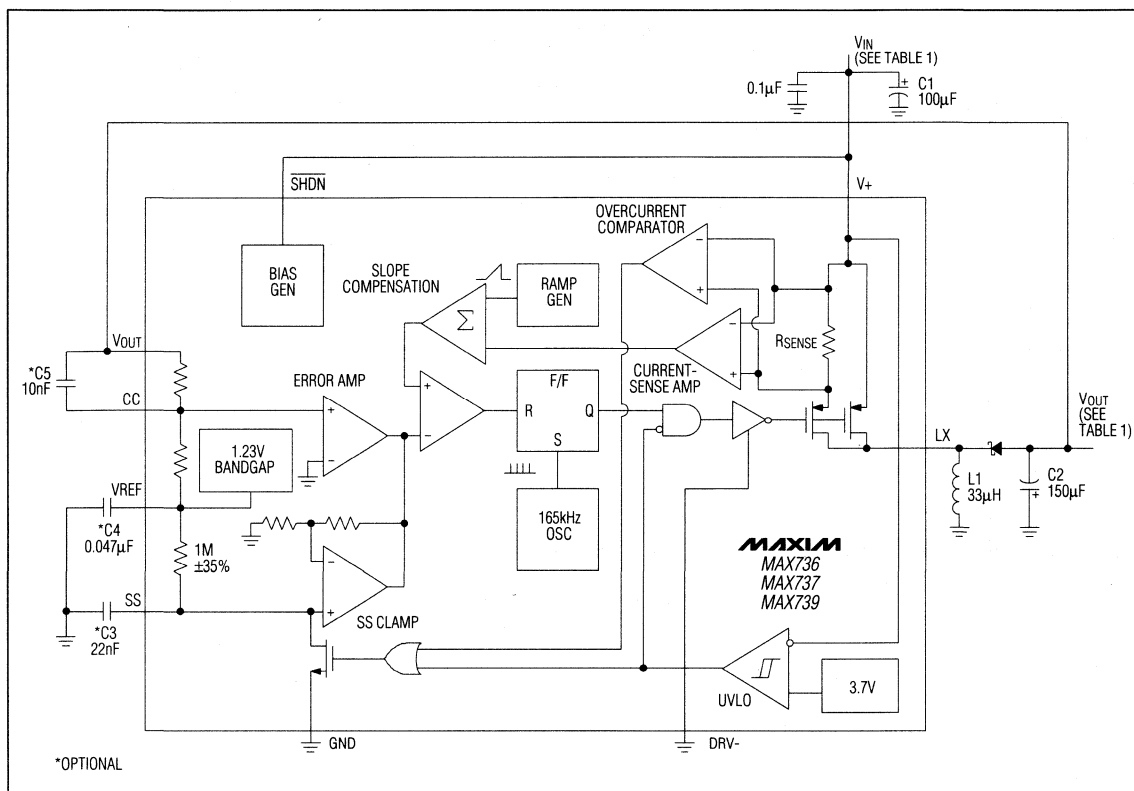 VIN
(SEE TABLE 1)
0.1µF
+
C1
100µF
SHDN
V+
OVERCURRENT
COMPARATOR
BIAS
GEN
SLOPE
COMPENSATION
RAMP
GEN
Σ
−
+
−
+
RSENSE
CURRENT-
SENSE AMP
VOUT
*C5
10nF
CC
ERROR AMP
+
−
+
−
F/F
R
Q
S
VOUT
(SEE
TABLE 1)
LX
1.23V
BANDGAP
VREF
*C4
0.047µF
1M
±35%
165kHz
OSC
L1
33µH
C2
150µF
+
MAXIM
MAX736
MAX737
MAX739
−
+
SS
*C3
22nF
SS CLAMP
UVLO
3.7V
GND
DRV-
*OPTIONAL